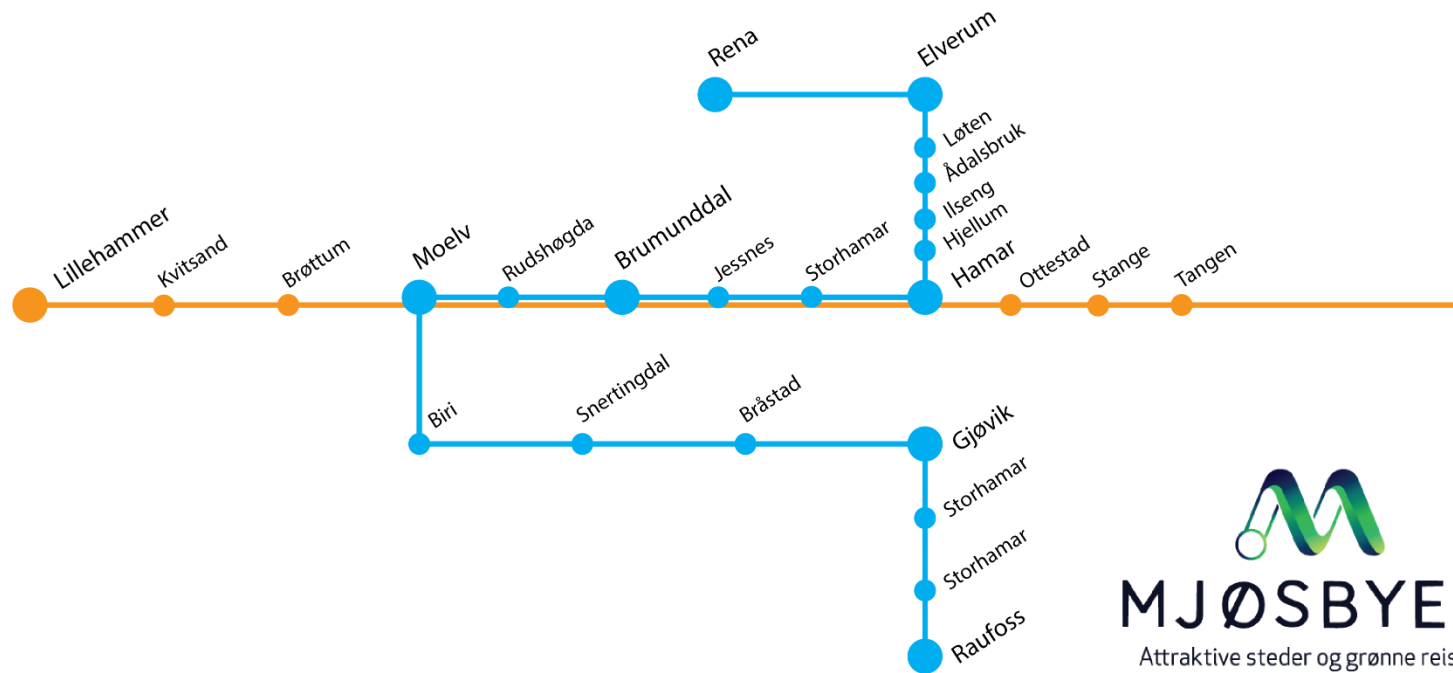 Rena
Elverum
Løten
Ådalsbruk
Ilseng
Hjellum
Lillehammer
Kvitsand
Brøttum
Moelv
Rudshøgda
Brumunddal
Jessnes
Storhamar
Hamar
Ottestad
Stange
Tangen
Biri
Snertingdal
Bråstad
Gjøvik
Storhamar
Storhamar
Raufoss
MJØSBYE
Attraktive steder og grønne reis